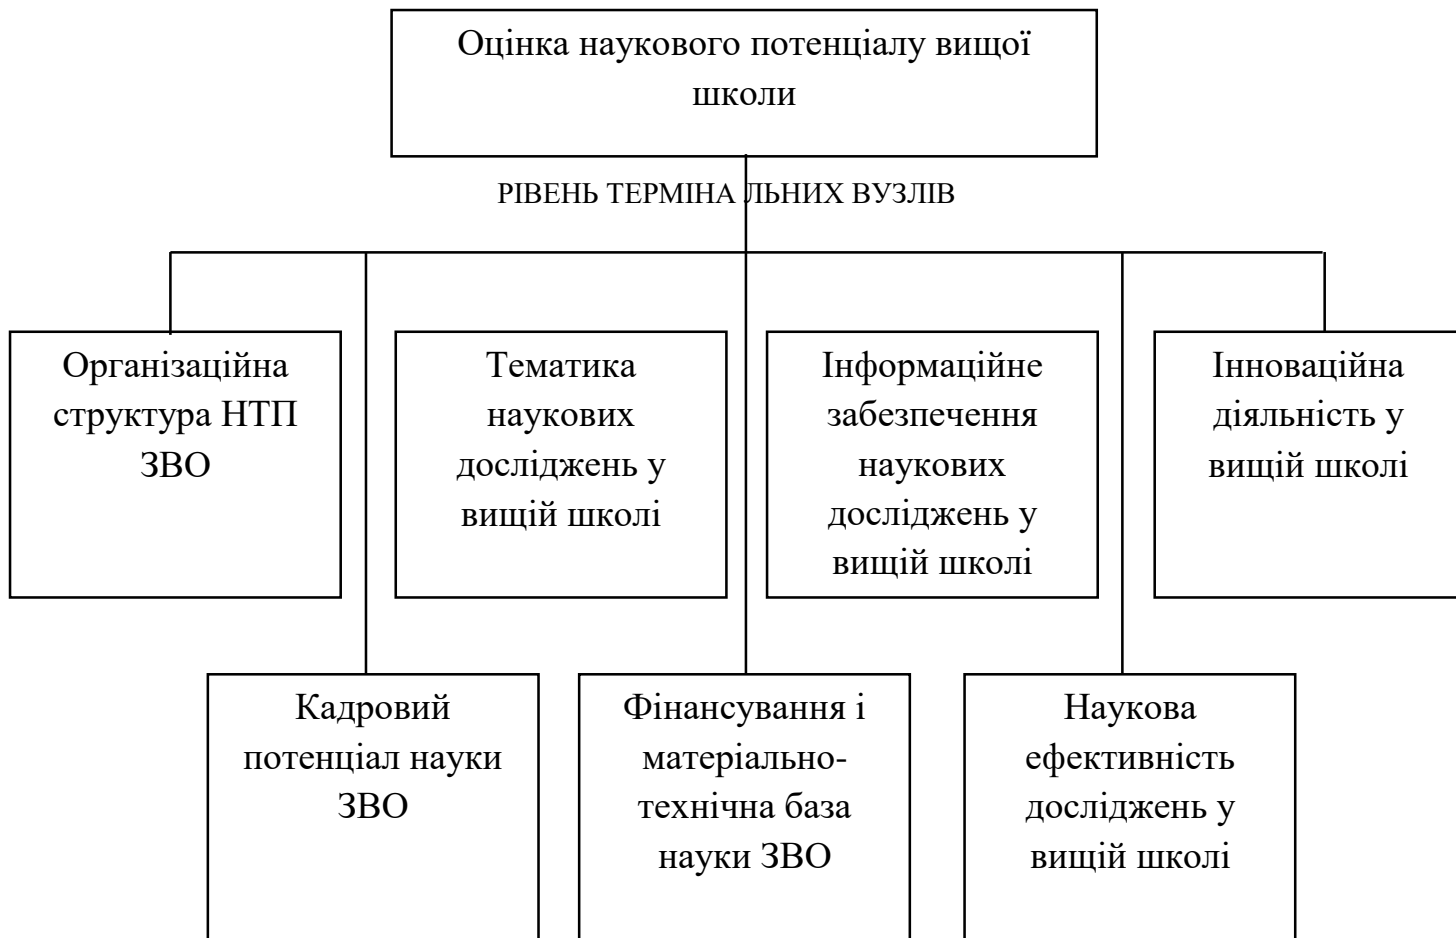 Оцінка наукового потенціалу вищої
школи
РІВЕНЬ ТЕРМІНА ЛЬНИХ ВУЗЛІВ
Організаційна
структура НТП
ЗВО
Тематика
наукових
досліджень у
вищій школі
Інформаційне
забезпечення
наукових
досліджень у
вищій школі
Інноваційна
діяльність у
вищій школі
Кадровий
потенціал науки
ЗВО
Фінансування і
матеріально-
технічна база
науки ЗВО
Наукова
ефективність
досліджень у
вищій школі